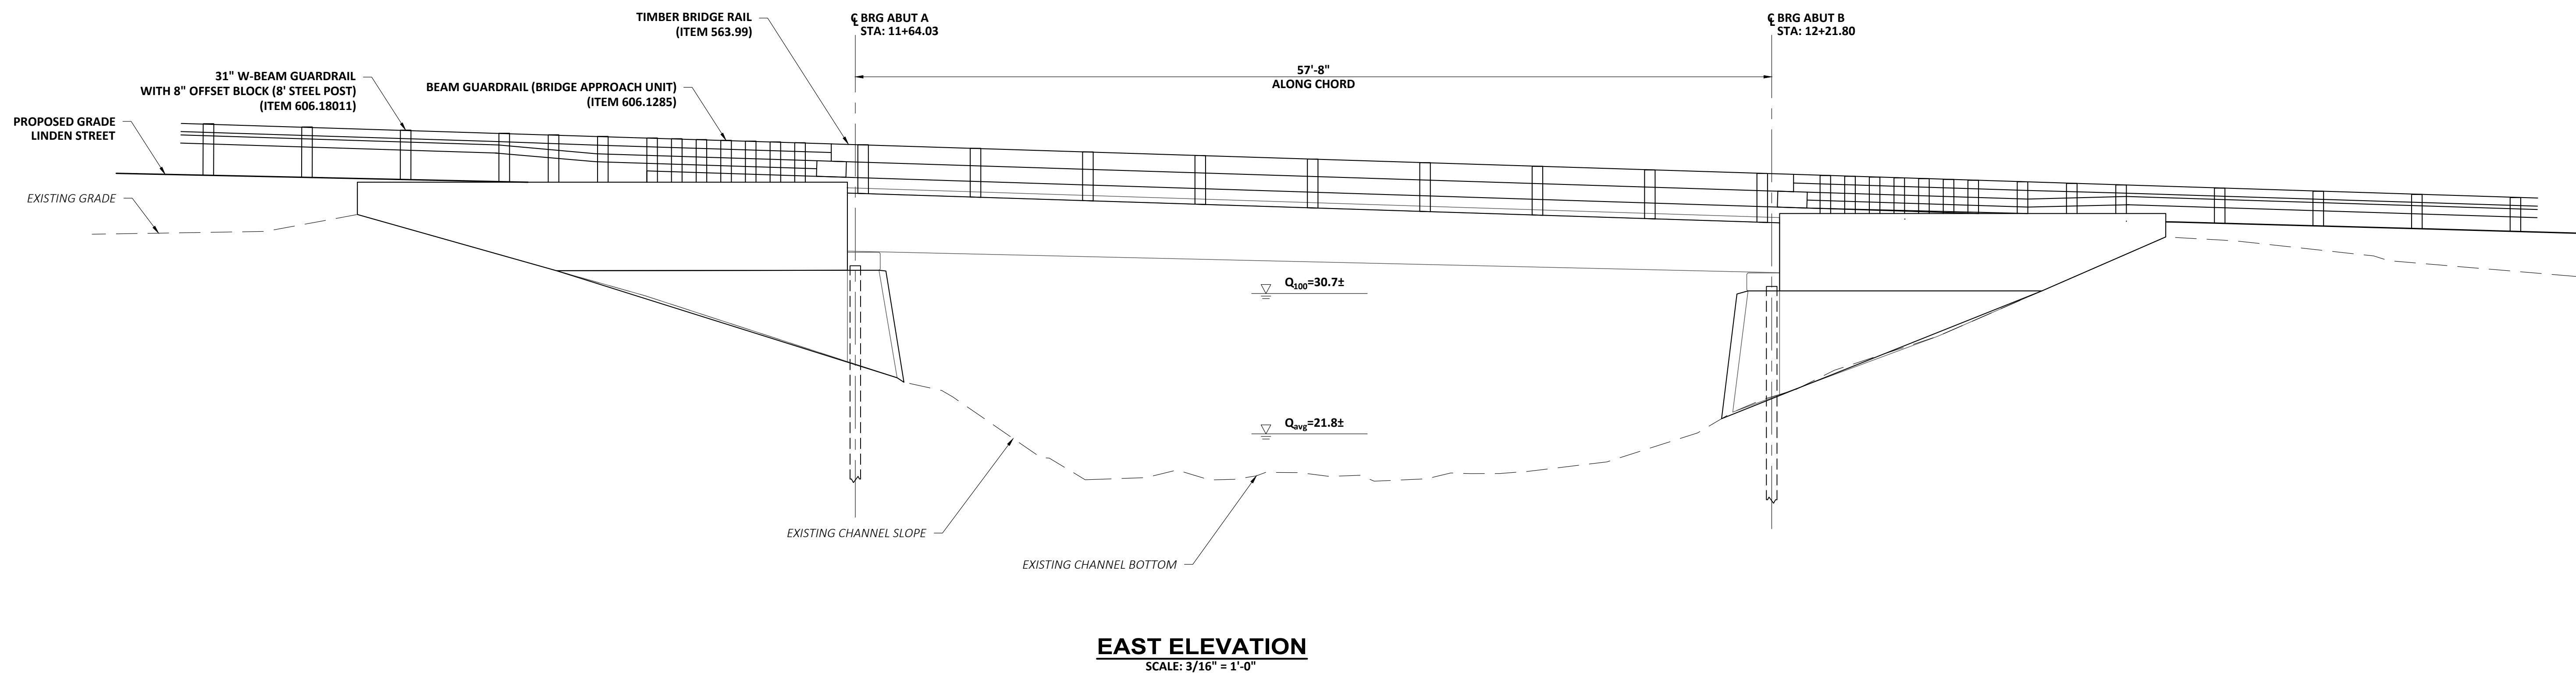 TIMBER BRIDGE RAIL
(ITEM 563.99)
℄ BRG ABUT A
STA: 11+64.03
℄ BRG ABUT B
STA: 12+21.80
57'-8"
ALONG CHORD
31" W-BEAM GUARDRAIL
WITH 8" OFFSET BLOCK (8' STEEL POST)
(ITEM 606.18011)
BEAM GUARDRAIL (BRIDGE APPROACH UNIT)
(ITEM 606.1285)
PROPOSED GRADE
LINDEN STREET
EXISTING GRADE
Q100=30.7±
Qavg=21.8±
EXISTING CHANNEL SLOPE
EXISTING CHANNEL BOTTOM
EAST ELEVATION
SCALE: 3/16" = 1'-0"